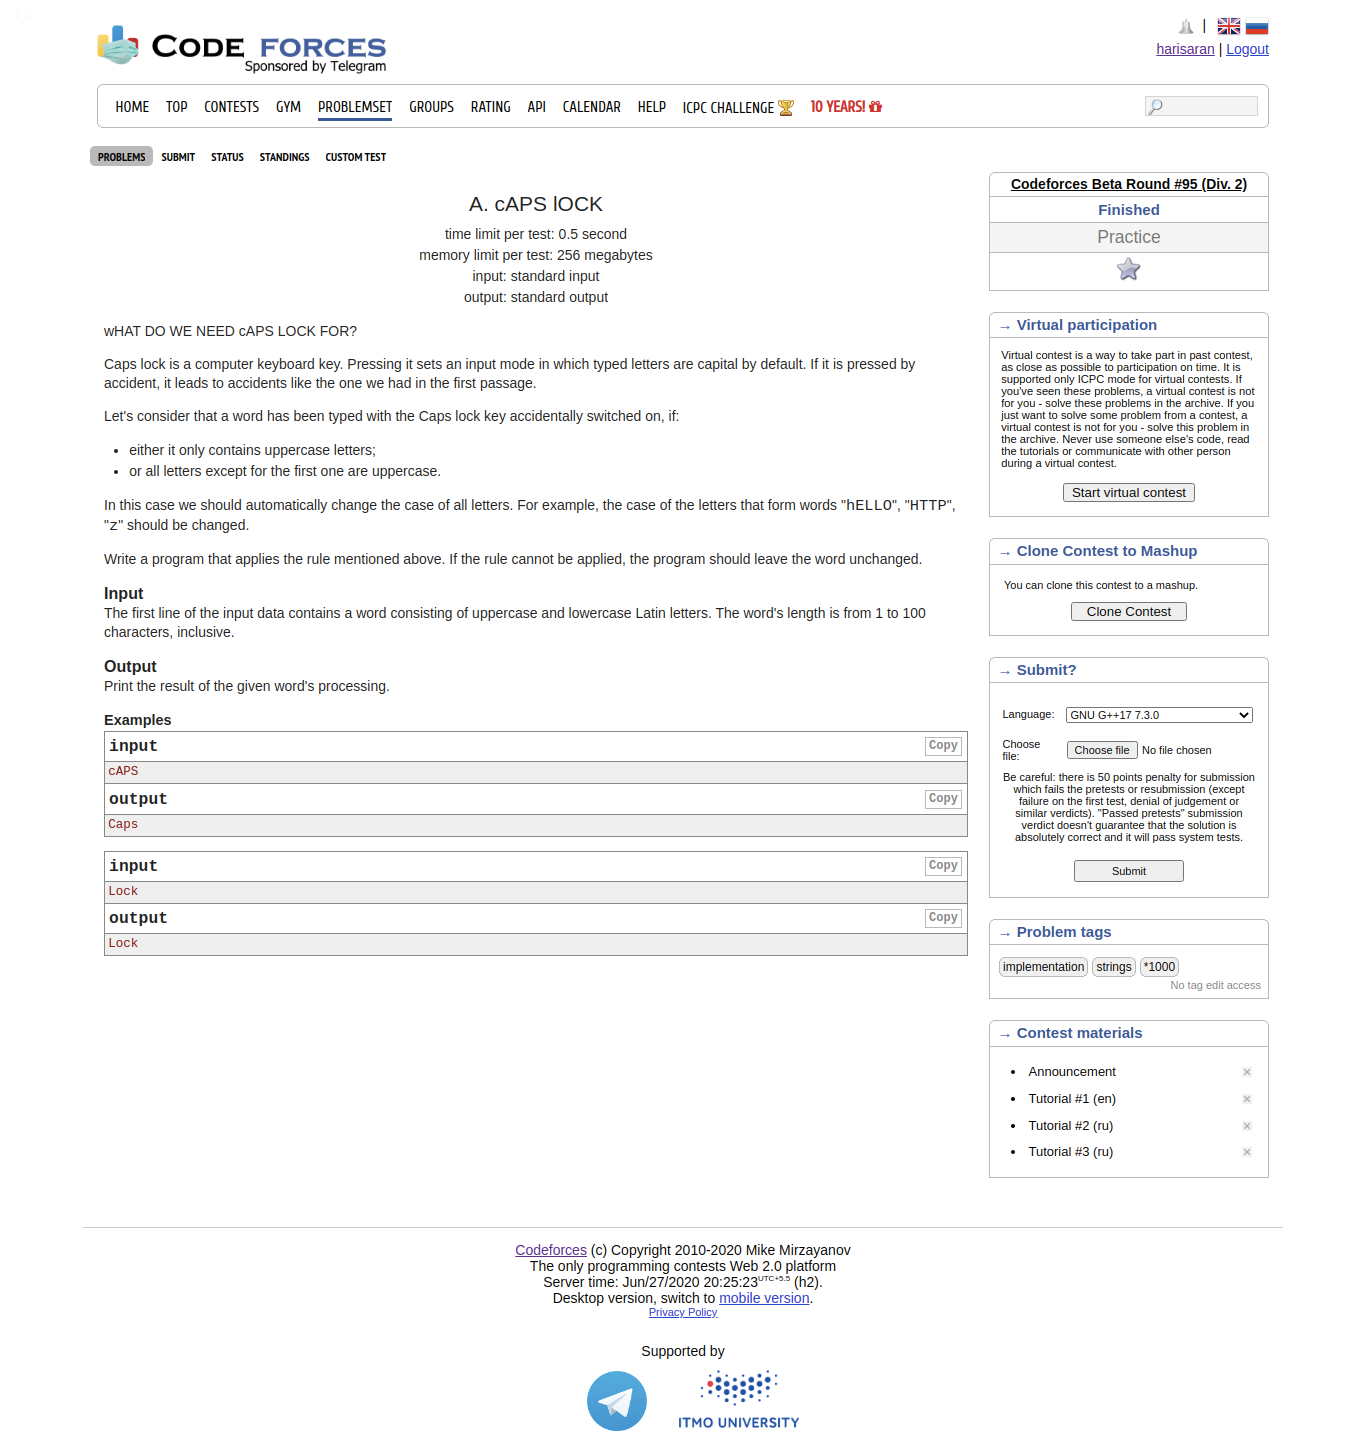 CODE FORCES
Sponsored by Telegram
|
harisaran | Logout
HOME TOP CONTESTS GYM PROBLEMSET GROUPS RATING API CALENDAR HELP ICPC CHALLENGE 10 YEARS!
PROBLEMS SUBMIT STATUS STANDINGS CUSTOM TEST
A. cAPS lOCK
time limit per test: 0.5 second
memory limit per test: 256 megabytes
input: standard input
output: standard output
wHAT DO WE NEED cAPS LOCK FOR?
Caps lock is a computer keyboard key. Pressing it sets an input mode in which typed letters are capital by default. If it is pressed by
accident, it leads to accidents like the one we had in the first passage.
Let's consider that a word has been typed with the Caps lock key accidentally switched on, if:
• either it only contains uppercase letters;
• or all letters except for the first one are uppercase.
In this case we should automatically change the case of all letters. For example, the case of the letters that form words "hELLO", "HTTP",
"z" should be changed.
Write a program that applies the rule mentioned above. If the rule cannot be applied, the program should leave the word unchanged.
Input
The first line of the input data contains a word consisting of uppercase and lowercase Latin letters. The word's length is from 1 to 100
characters, inclusive.
Output
Print the result of the given word's processing.
Examples
input Copy
cAPS
output Copy
Caps
input Copy
Lock
output Copy
Lock
Codeforces Beta Round #95 (Div. 2)
Finished
Practice
→ Virtual participation
Virtual contest is a way to take part in past contest,
as close as possible to participation on time. It is
supported only ICPC mode for virtual contests. If
you've seen these problems, a virtual contest is not
for you - solve these problems in the archive. If you
just want to solve some problem from a contest, a
virtual contest is not for you - solve this problem in
the archive. Never use someone else's code, read
the tutorials or communicate with other person
during a virtual contest.
Start virtual contest
→ Clone Contest to Mashup
You can clone this contest to a mashup.
Clone Contest
→ Submit?
Language: GNU G++17 7.3.0
Choose
file: Choose file No file chosen
Be careful: there is 50 points penalty for submission
which fails the pretests or resubmission (except
failure on the first test, denial of judgement or
similar verdicts). "Passed pretests" submission
verdict doesn't guarantee that the solution is
absolutely correct and it will pass system tests.
Submit
→ Problem tags
implementation strings *1000
No tag edit access
→ Contest materials
• Announcement
• Tutorial #1 (en)
• Tutorial #2 (ru)
• Tutorial #3 (ru)
Codeforces (c) Copyright 2010-2020 Mike Mirzayanov
The only programming contests Web 2.0 platform
Server time: Jun/27/2020 20:25:23UTC+5.5 (h2).
Desktop version, switch to mobile version.
Privacy Policy
Supported by
ITMO UNIVERSITY